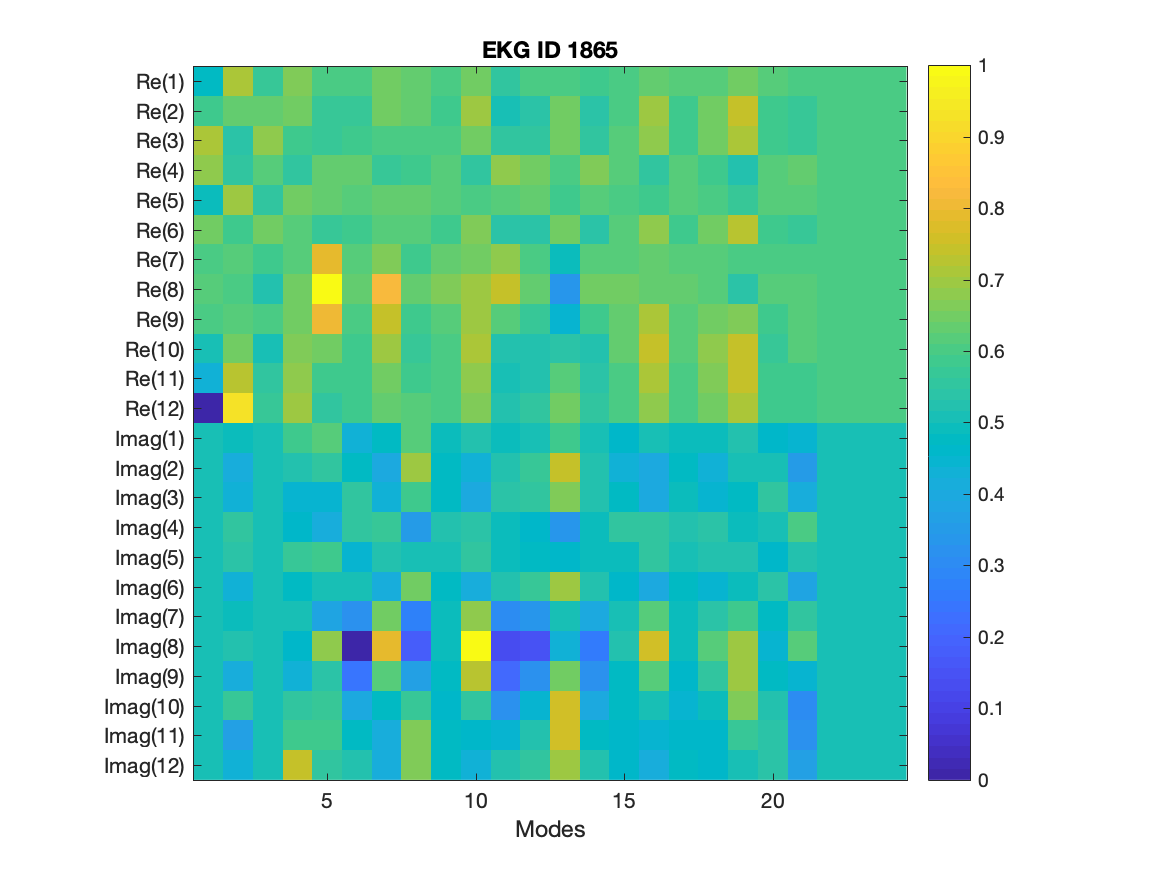 EKG ID 1865
Re(1)
Re(2)
Re(3)
Re(4)
Re(5)
Re(6)
Re(7)
Re(8)
Re(9)
Re(10)
Re(11)
Re(12)
Imag(1)
Imag(2)
Imag(3)
Imag(4)
Imag(5)
Imag(6)
Imag(7)
Imag(8)
Imag(9)
Imag(10)
Imag(11)
Imag(12)
5 10 15 20
Modes
1
0.9
0.8
0.7
0.6
0.5
0.4
0.3
0.2
0.1
0